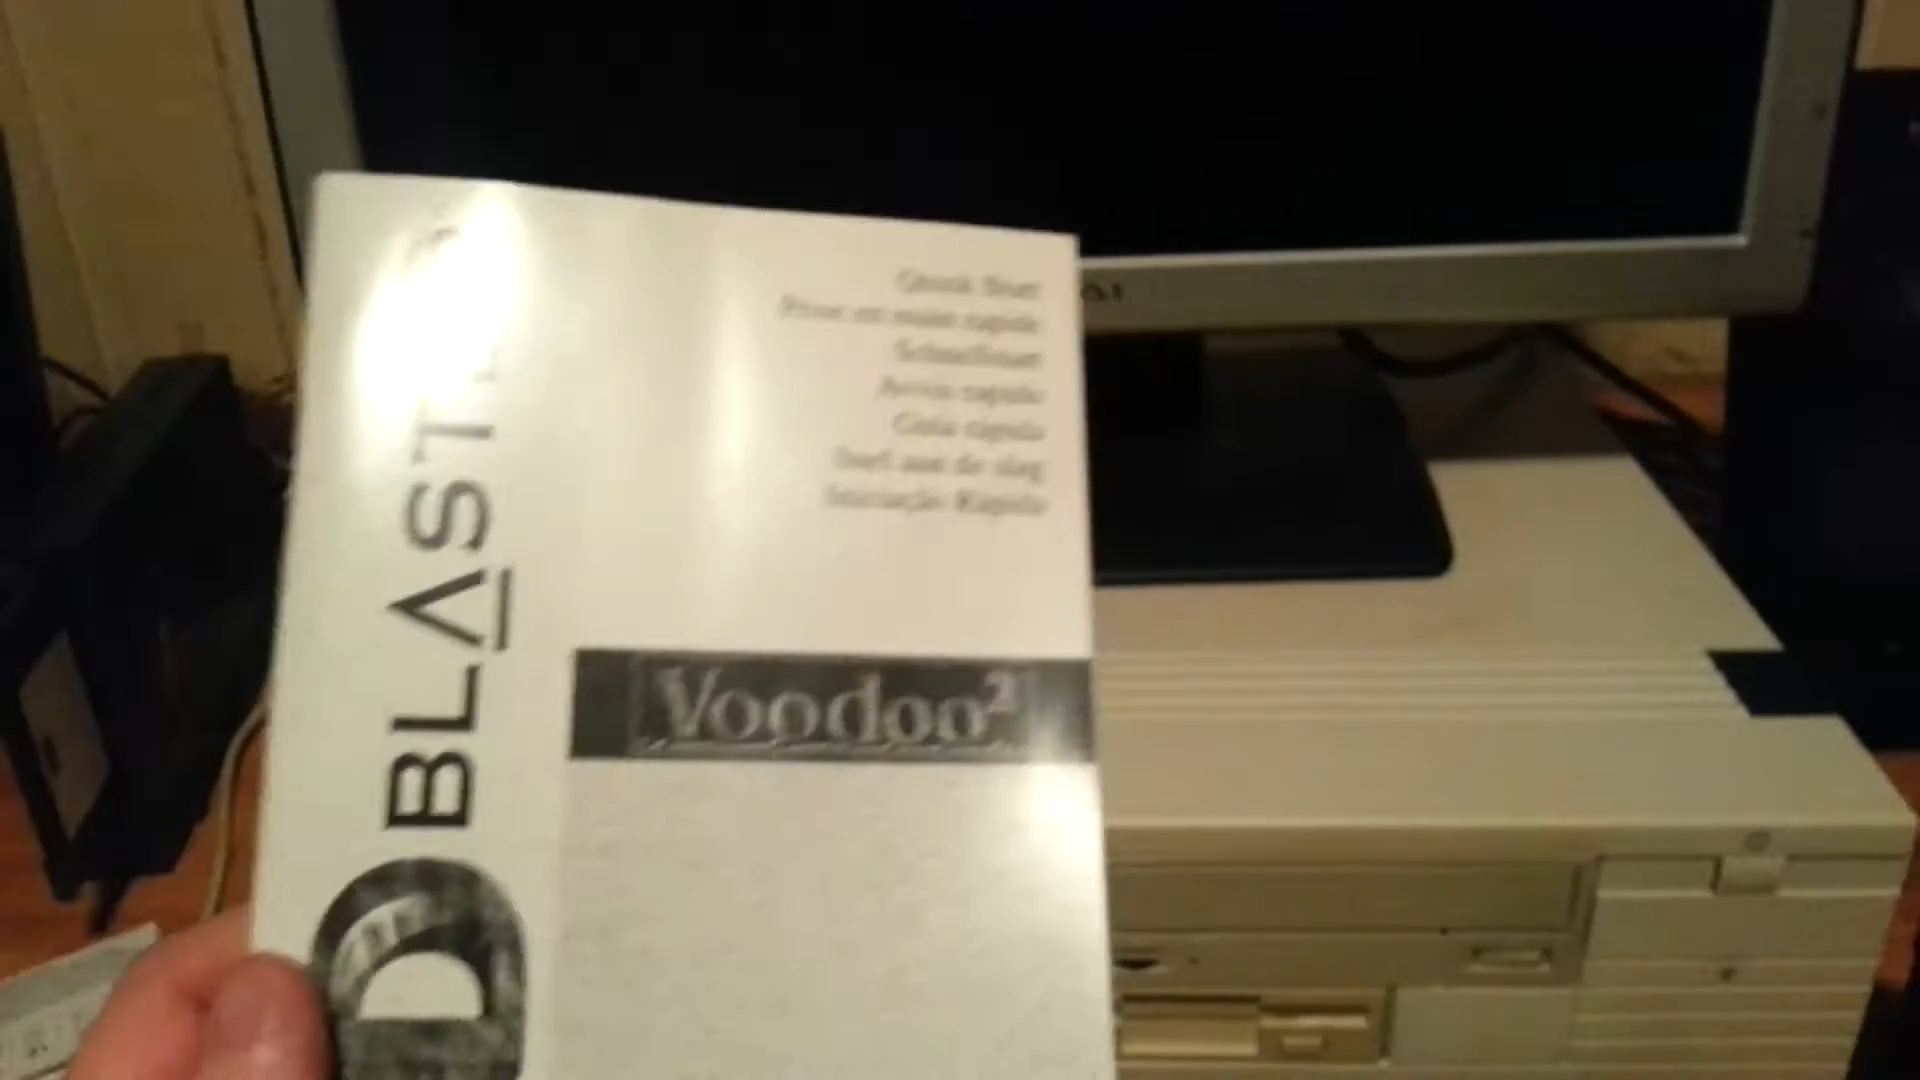 Quick Start
Prise en main rapide
Schnellstart
Avvio rapido
Guía rápida
Snel aan de slag
Iniciação Rápida
BLAST
Voodoo²